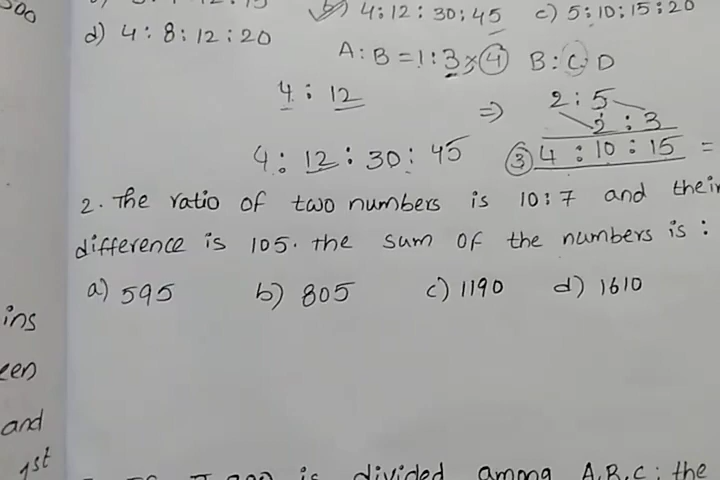 b) 4:12:30:45 c) 5:10:15:20
d) 4:8:12:20
A:B = 1:3 × 4 B:C:D
4 : 12
⇒ 2:5
2:3
4 : 12 : 30 : 45
③ 4 : 10 : 15 =
2. The ratio of two numbers is 10:7 and their
difference is 105. the sum of the numbers is :
a) 595 b) 805 c) 1190 d) 1610
ins
een
and
1st
is divided among A,B,C; the